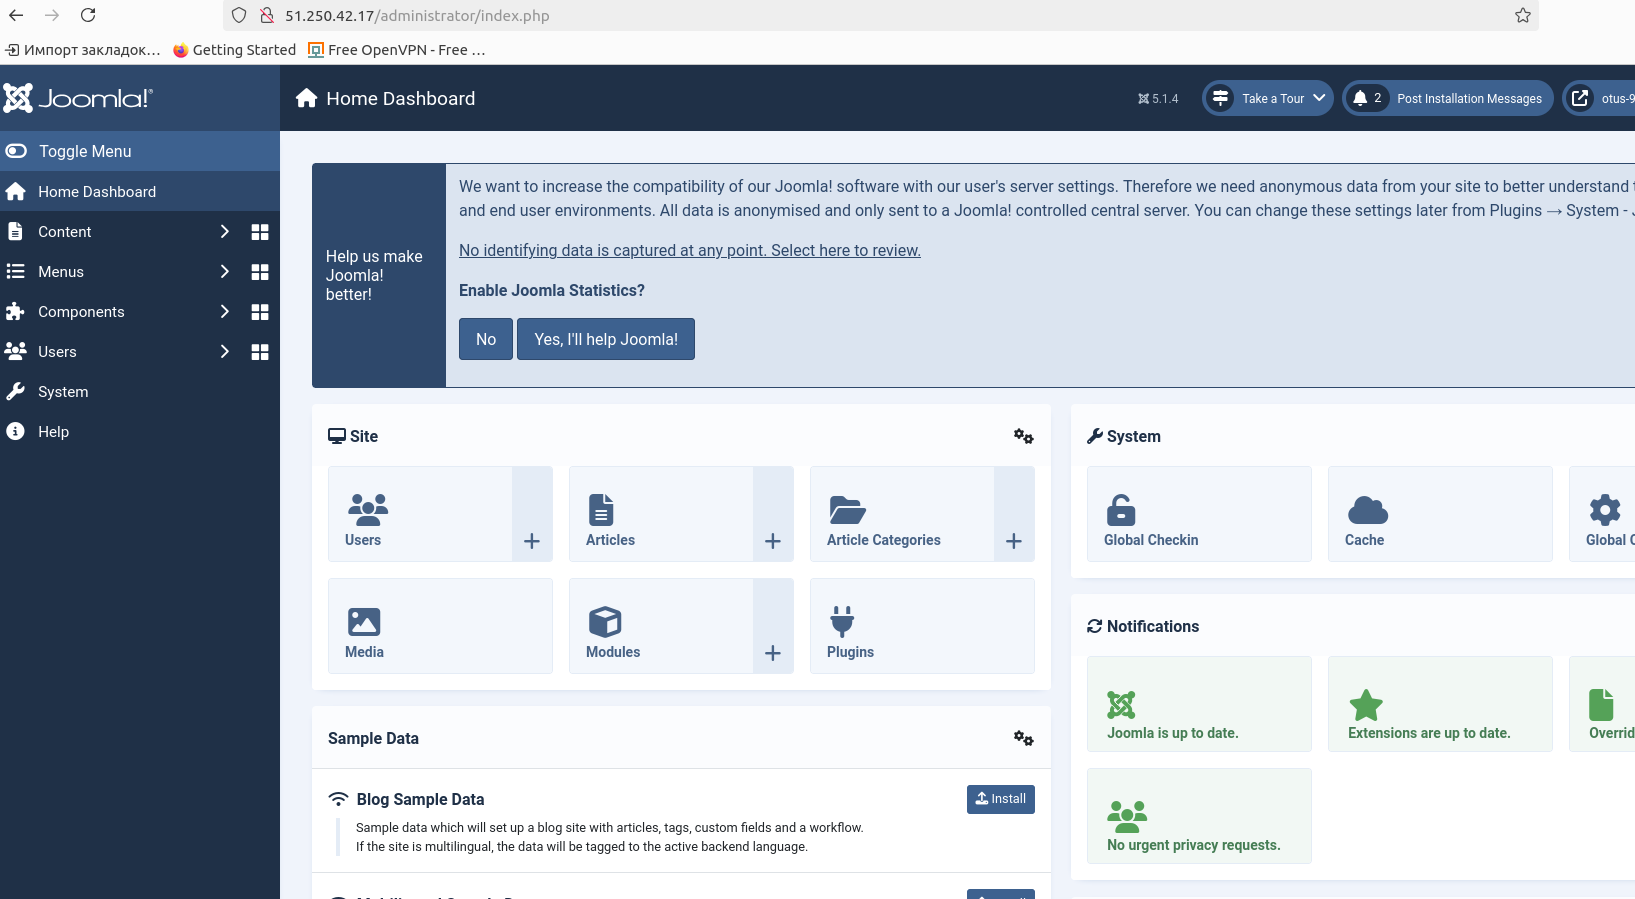 51.250.42.17/administrator/index.php
Импорт закладок…
Getting Started
Free OpenVPN - Free …
Joomla!®
Home Dashboard
5.1.4
Take a Tour
2
Post Installation Messages
otus-9
Toggle Menu
Home Dashboard
Content
Menus
Components
Users
System
Help
Help us make
Joomla!
better!
We want to increase the compatibility of our Joomla! software with our user's server settings. Therefore we need anonymous data from your site to better understand
and end user environments. All data is anonymised and only sent to a Joomla! controlled central server. You can change these settings later from Plugins → System -
No identifying data is captured at any point. Select here to review.
Enable Joomla Statistics?
No
Yes, I'll help Joomla!
Site
Users
Articles
Article Categories
Media
Modules
Plugins
System
Global Checkin
Cache
Global
Notifications
Joomla is up to date.
Extensions are up to date.
Overrid
No urgent privacy requests.
Sample Data
Blog Sample Data
Install
Sample data which will set up a blog site with articles, tags, custom fields and a workflow.
If the site is multilingual, the data will be tagged to the active backend language.